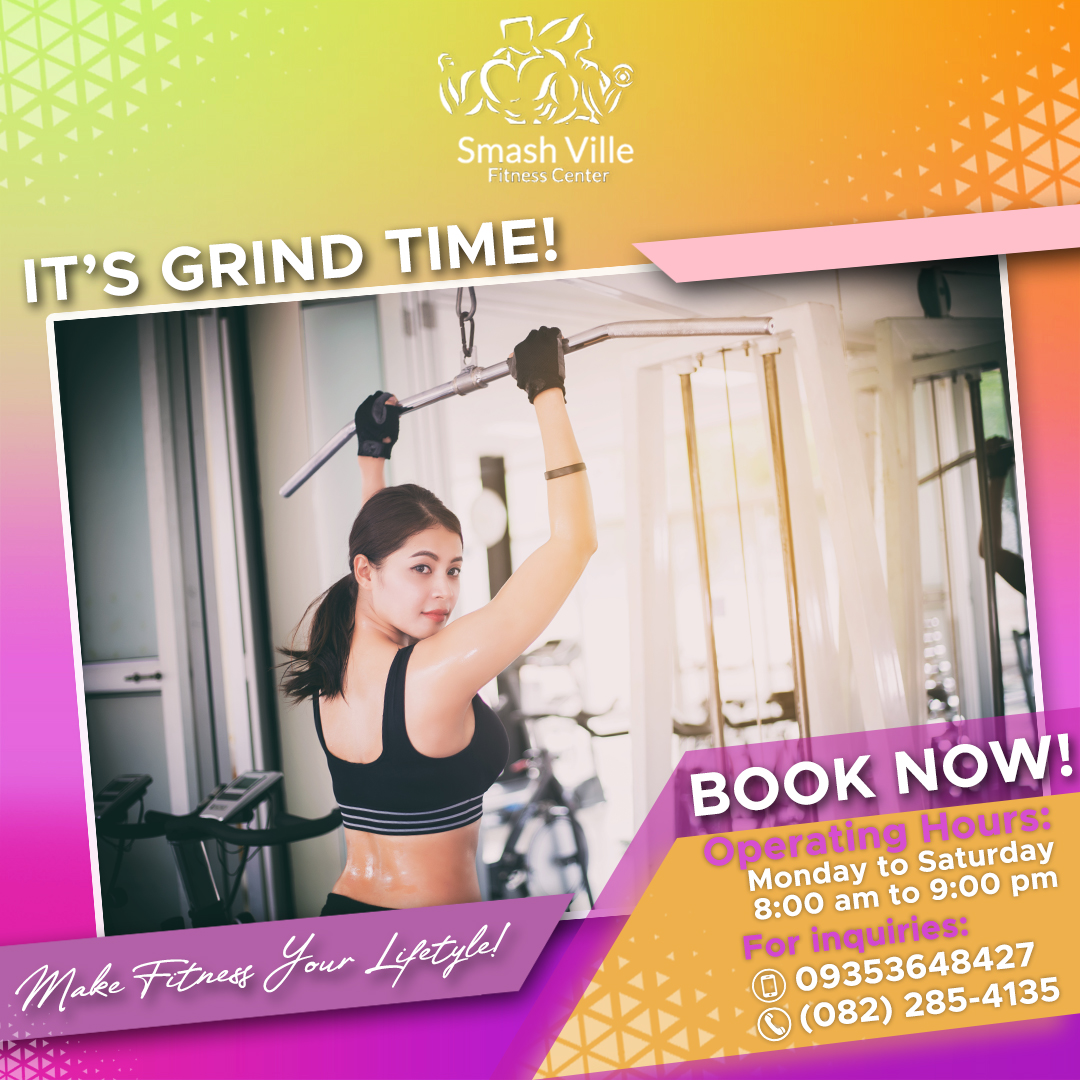 Smash Ville
Fitness Center
IT'S GRIND TIME!
BOOK NOW!
Operating Hours:
Monday to Saturday
8:00 am to 9:00 pm
For inquiries:
09353648427
(082) 285-4135
Make Fitness Your Lifetyle!